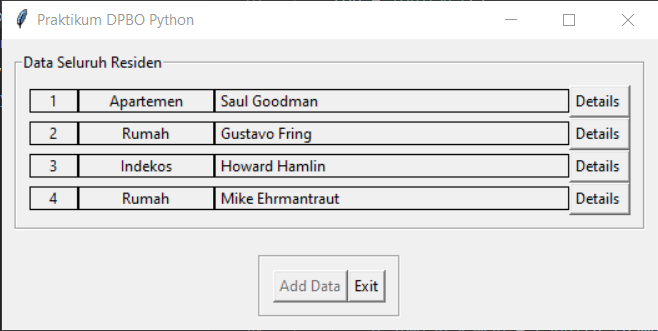 Praktikum DPBO Python
Data Seluruh Residen
1 Apartemen Saul Goodman Details
2 Rumah Gustavo Fring Details
3 Indekos Howard Hamlin Details
4 Rumah Mike Ehrmantraut Details
Add Data Exit